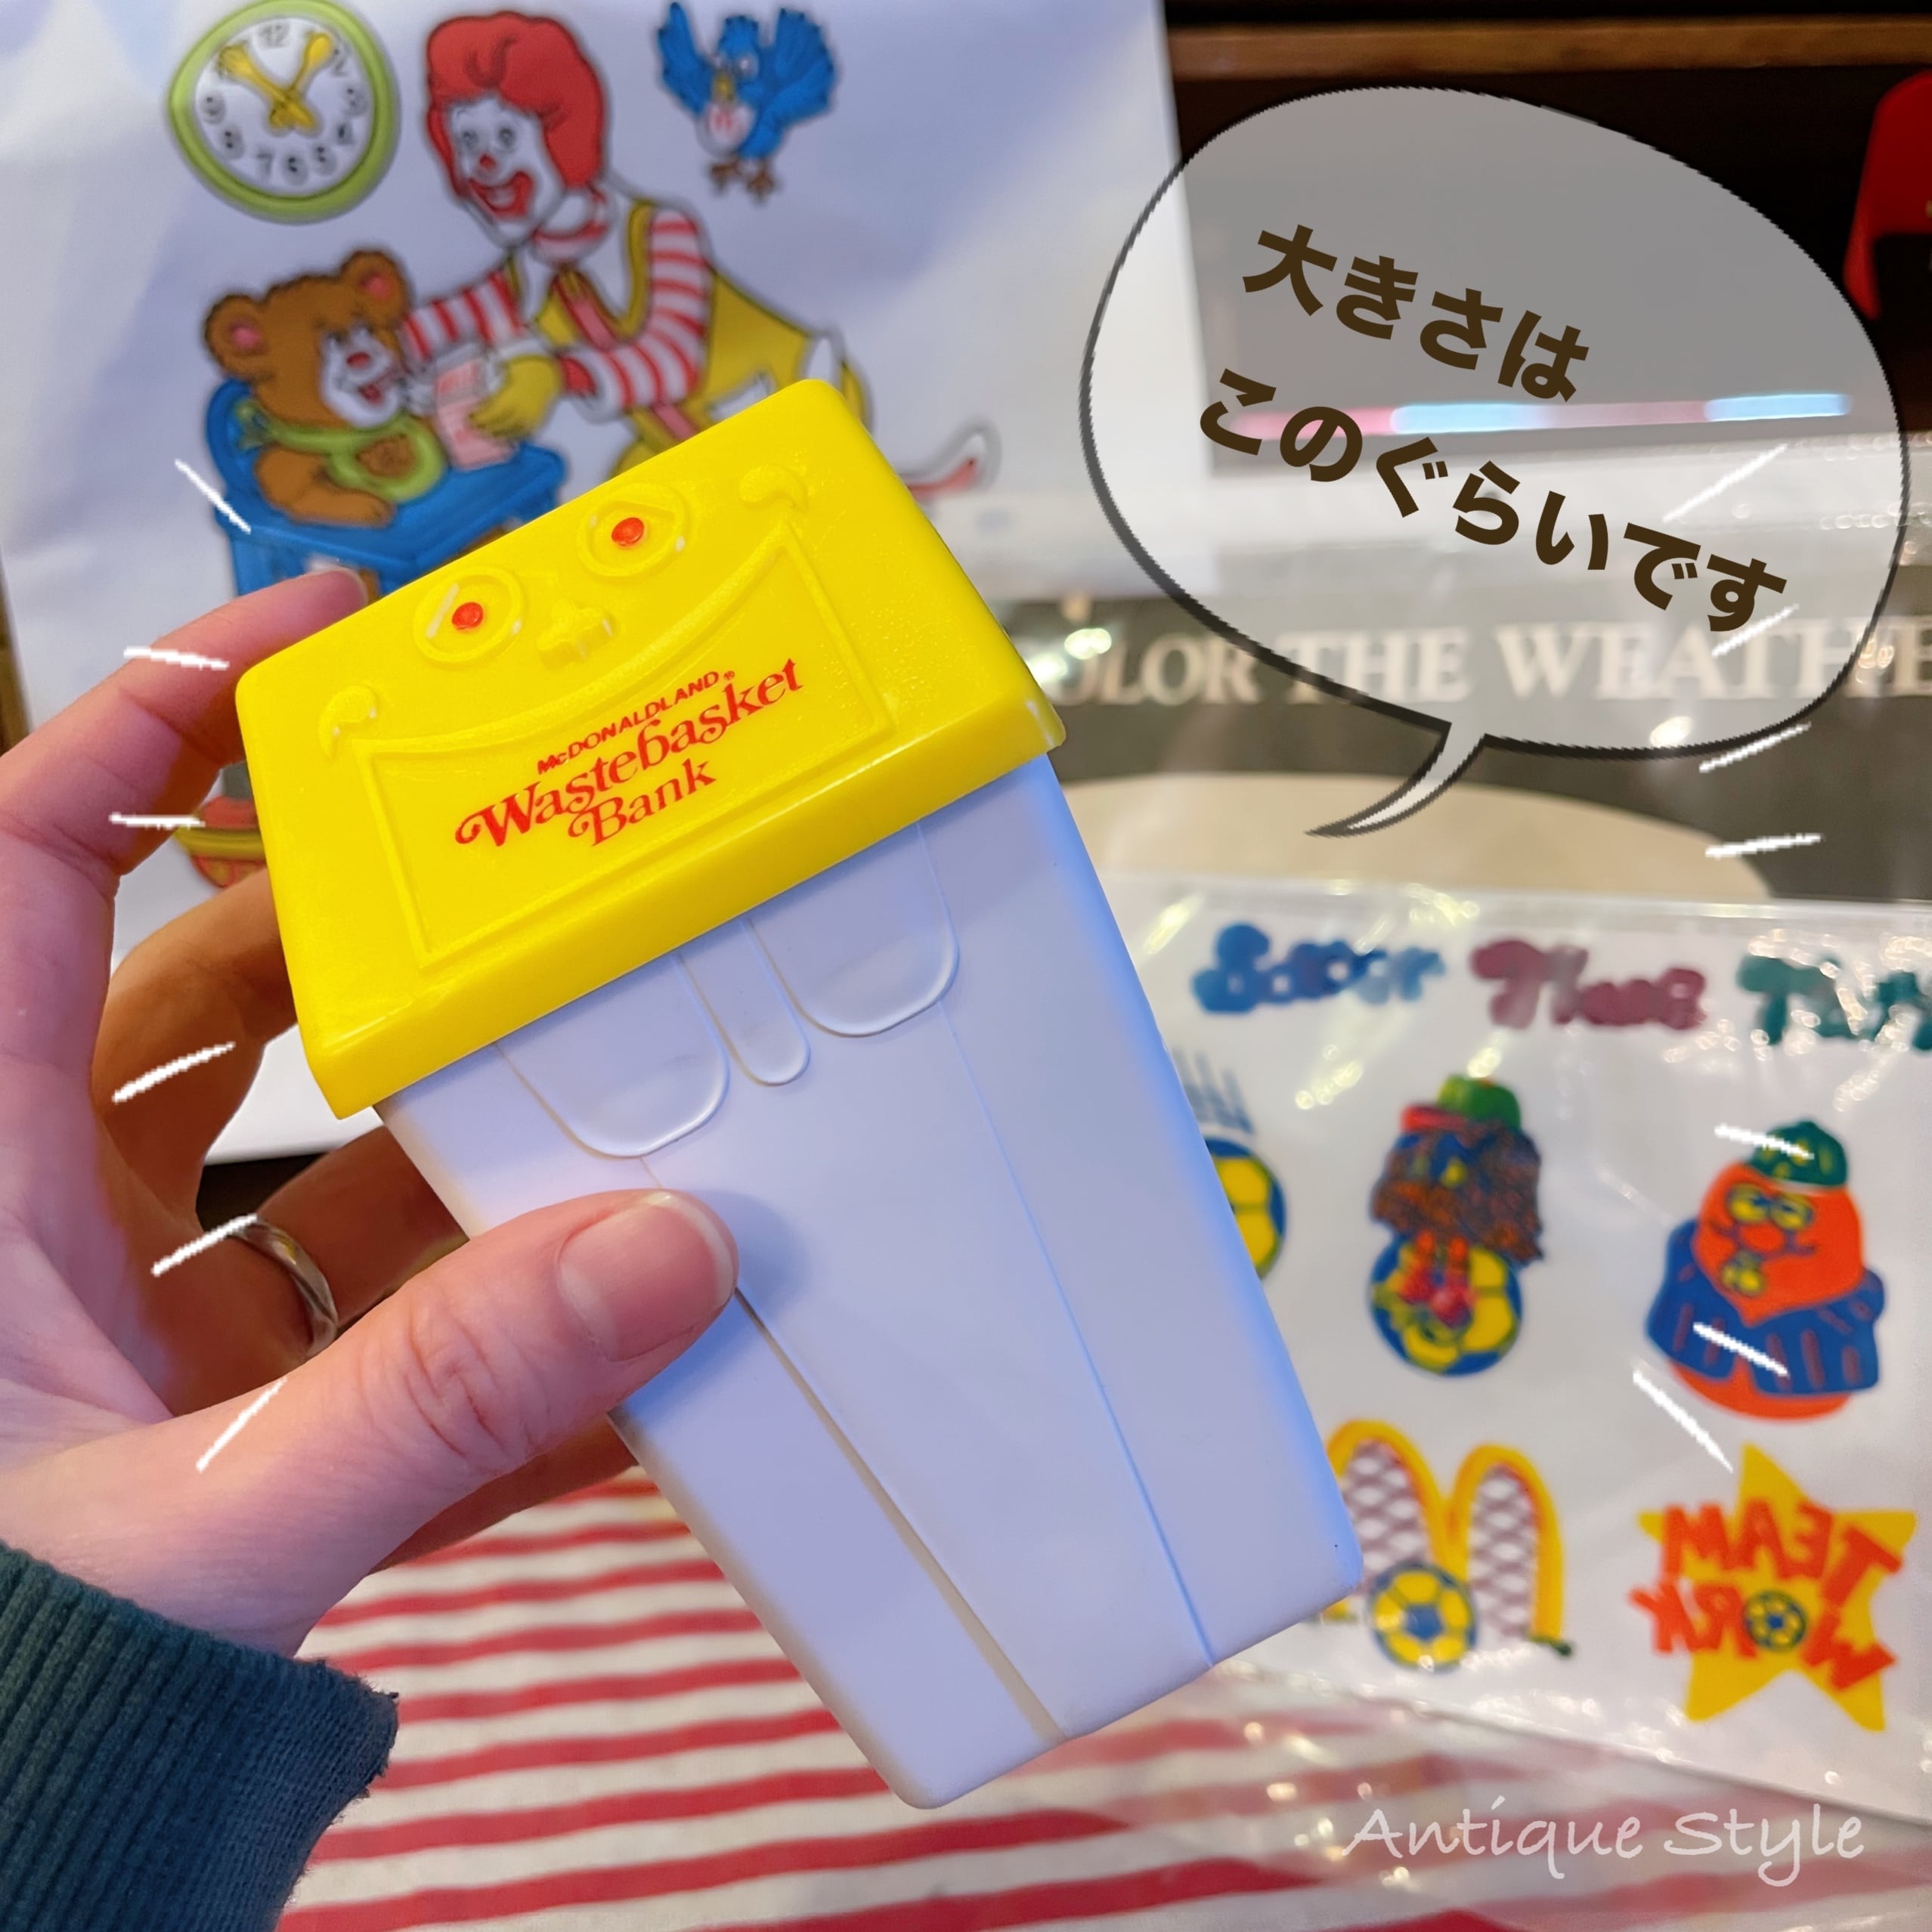 大きさは
このぐらいです
McDONALDLAND®
Wastebasket
Bank
OLOR THE WEATHE
TEAM
WORK
Antique Style